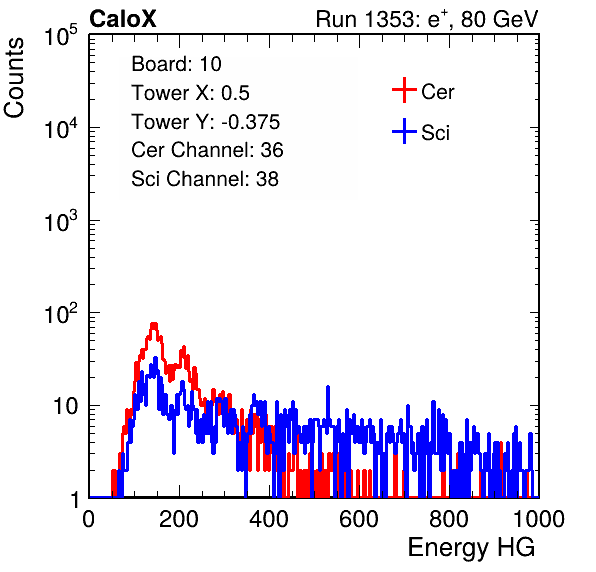 CaloX Run 1353: e⁺, 80 GeV
Counts
Board: 10
Tower X: 0.5
Tower Y: -0.375
Cer Channel: 36
Sci Channel: 38
Cer
Sci
10⁵
10⁴
10³
10²
10
1
0 200 400 600 800 1000
Energy HG